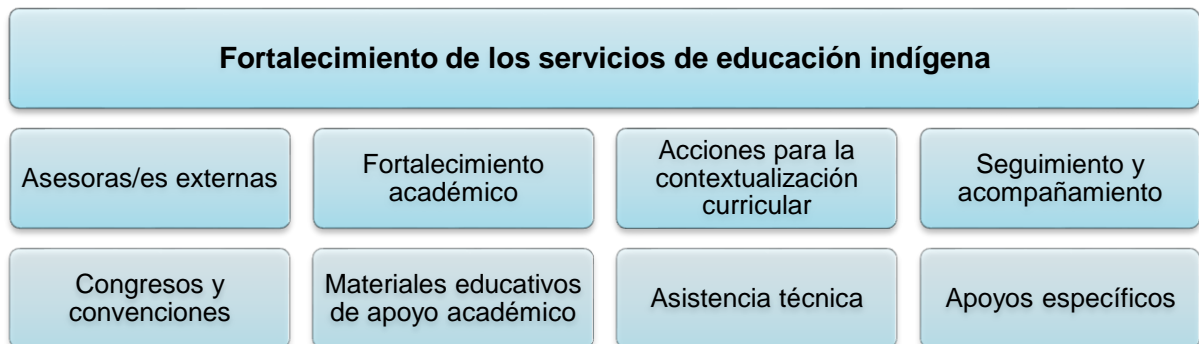 Fortalecimiento de los servicios de educación indígena
Asesoras/es externas
Fortalecimiento
académico
Acciones para la
contextualización
curricular
Seguimiento y
acompañamiento
Congresos y
convenciones
Materiales educativos
de apoyo académico
Asistencia técnica
Apoyos específicos